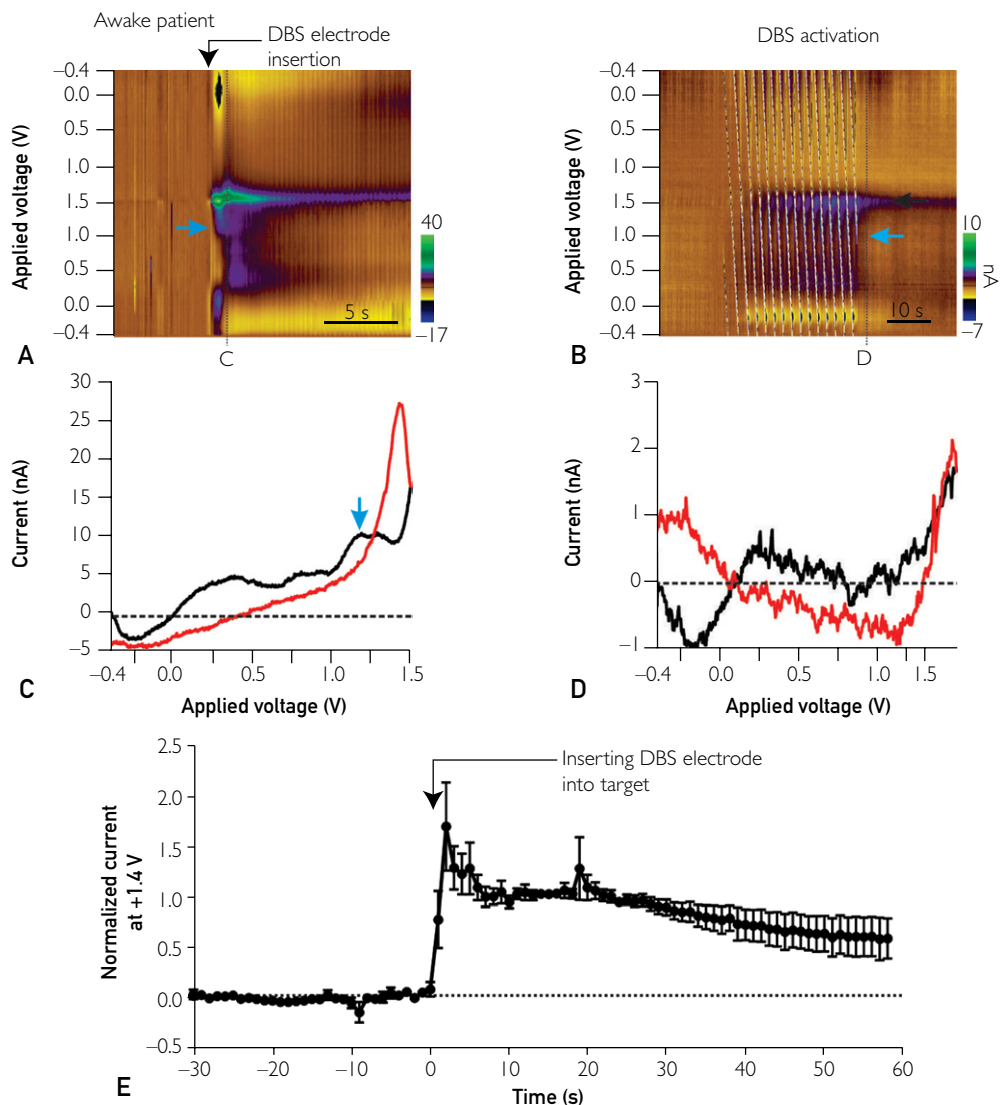 Awake patient
DBS electrode
insertion
DBS activation
Applied voltage (V)
–0.4
0.0
0.5
1.0
1.5
1.0
0.5
0.0
–0.4
40
–17
5 s
A
C
Applied voltage (V)
–0.4
0.0
0.5
1.0
1.5
1.0
0.5
0.0
–0.4
10
nA
–7
10 s
B
D
Current (nA)
30
25
20
15
10
5
0
–5
–0.4
0.0
0.5
1.0
1.5
C
Applied voltage (V)
Current (nA)
3
2
1
0
–1
–0.4
0.0
0.5
1.0
1.5
D
Applied voltage (V)
Inserting DBS electrode
into target
Normalized current
at +1.4 V
2.5
2.0
1.5
1.0
0.5
0.0
–0.5
–30
–20
–10
0
10
20
30
40
50
60
E
Time (s)